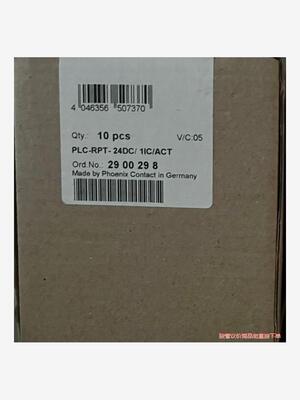 4 046356 507370
Qty.: 10 pcs V/C:05
PLC-RPT- 24DC/ 1IC/ACT
Ord.No.: 29 00 29 8
Made by Phoenix Contact in Germany